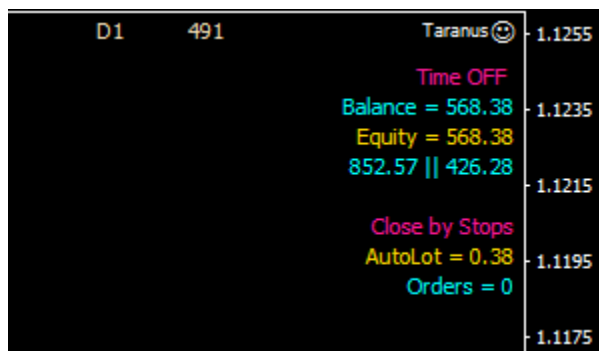 D1 491 Taranus 1.1255
Time OFF
Balance = 568.38 1.1235
Equity = 568.38
852.57 || 426.28
1.1215
Close by Stops
AutoLot = 0.38 1.1195
Orders = 0
1.1175